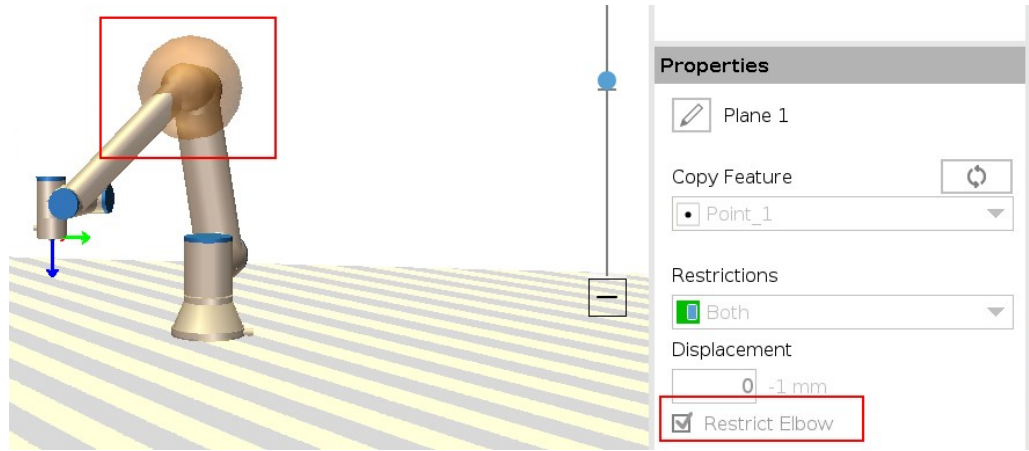 Properties
Plane 1
Copy Feature
Point_1
Restrictions
Both
Displacement
0 -1 mm
Restrict Elbow